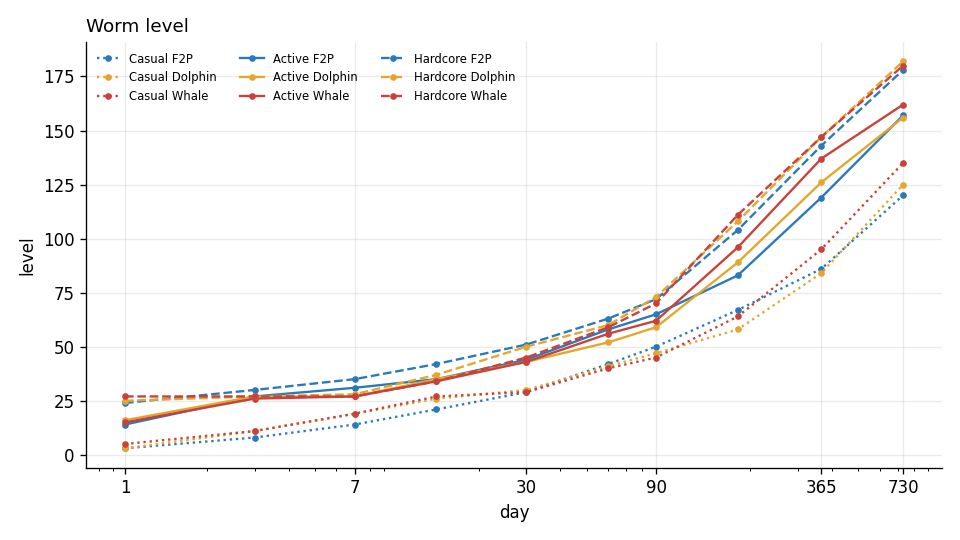 Worm level
Casual F2P Active F2P Hardcore F2P
Casual Dolphin Active Dolphin Hardcore Dolphin
Casual Whale Active Whale Hardcore Whale
175
150
125
100
75
50
25
0
level
1 7 30 90 365 730
day